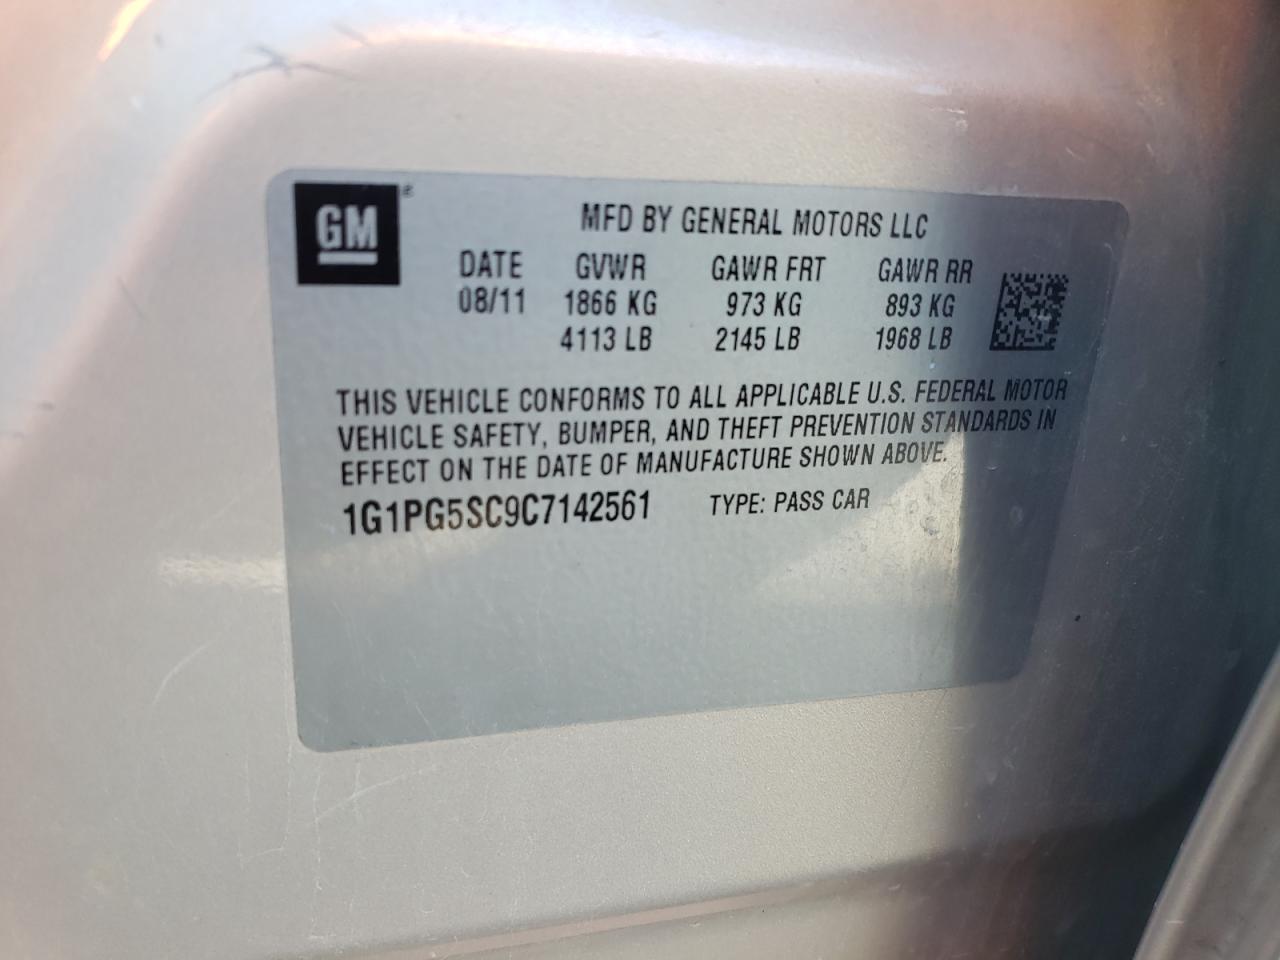 GM®
MFD BY GENERAL MOTORS LLC
DATE GVWR GAWR FRT GAWR RR
08/11 1866 KG 973 KG 893 KG
4113 LB 2145 LB 1968 LB
THIS VEHICLE CONFORMS TO ALL APPLICABLE U.S. FEDERAL MOTOR
VEHICLE SAFETY, BUMPER, AND THEFT PREVENTION STANDARDS IN
EFFECT ON THE DATE OF MANUFACTURE SHOWN ABOVE.
1G1PG5SC9C7142561 TYPE: PASS CAR